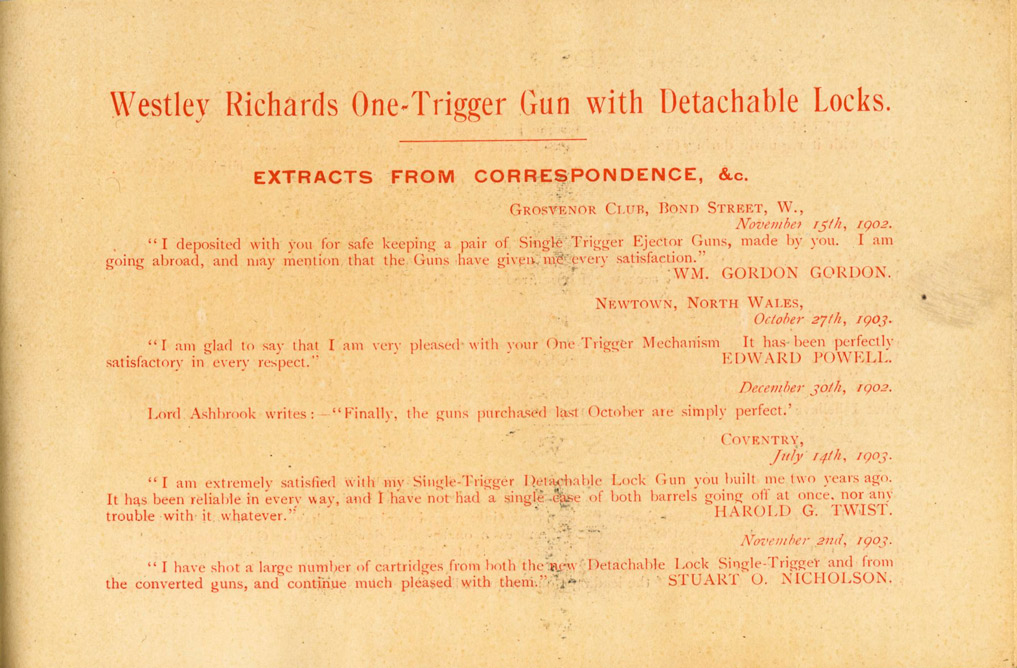 Westley Richards One-Trigger Gun with Detachable Locks.
EXTRACTS FROM CORRESPONDENCE, &c.
GROSVENOR CLUB, BOND STREET, W.,
November 15th, 1902.
"I deposited with you for safe keeping a pair of Single Trigger Ejector Guns, made by you. I am
going abroad, and may mention that the Guns have given me every satisfaction."
WM. GORDON GORDON.
NEWTOWN, NORTH WALES,
October 27th, 1903.
"I am glad to say that I am very pleased with your One Trigger Mechanism It has been perfectly
satisfactory in every respect." EDWARD POWELL.
December 30th, 1902.
Lord Ashbrook writes:—"Finally, the guns purchased last October are simply perfect.'
COVENTRY,
July 14th, 1903.
"I am extremely satisfied with my Single-Trigger Detachable Lock Gun you built me two years ago.
It has been reliable in every way, and I have not had a single case of both barrels going off at once, nor any
trouble with it whatever." HAROLD G. TWIST.
November 2nd, 1903.
"I have shot a large number of cartridges from both the new Detachable Lock Single-Trigger and from
the converted guns, and continue much pleased with them." STUART O. NICHOLSON.